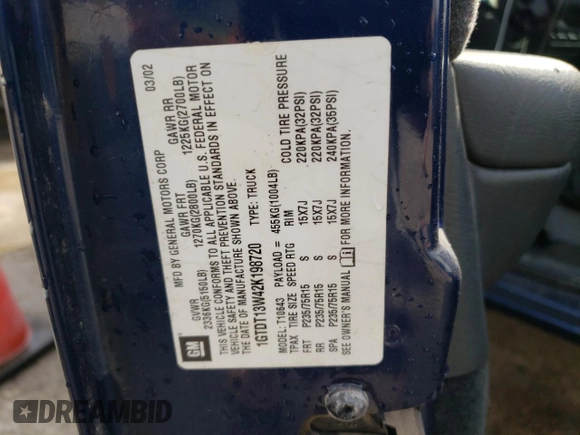 MFD BY GENERAL MOTORS CORP 03/02
GVWR GAWR FRT GAWR RR
2336KG(5150LB) 1270KG(2800LB) 1225KG(2700LB)
THIS VEHICLE CONFORMS TO ALL APPLICABLE U.S. FEDERAL MOTOR
VEHICLE SAFETY AND THEFT PREVENTION STANDARDS IN EFFECT ON
THE DATE OF MANUFACTURE SHOWN ABOVE.
1GTDT13W42K198720 TYPE: TRUCK
GM
MODEL: T10643 PAYLOAD = 455KG(1004LB)
TPAX TIRE SIZE SPEED RTG RIM COLD TIRE PRESSURE
FRT P235/75R15 S 15X7J 220KPA(32PSI)
RR P235/75R15 S 15X7J 220KPA(32PSI)
SPA P235/75R15 S 15X7J 240KPA(35PSI)
SEE OWNER'S MANUAL FOR MORE INFORMATION.
DREAMBID